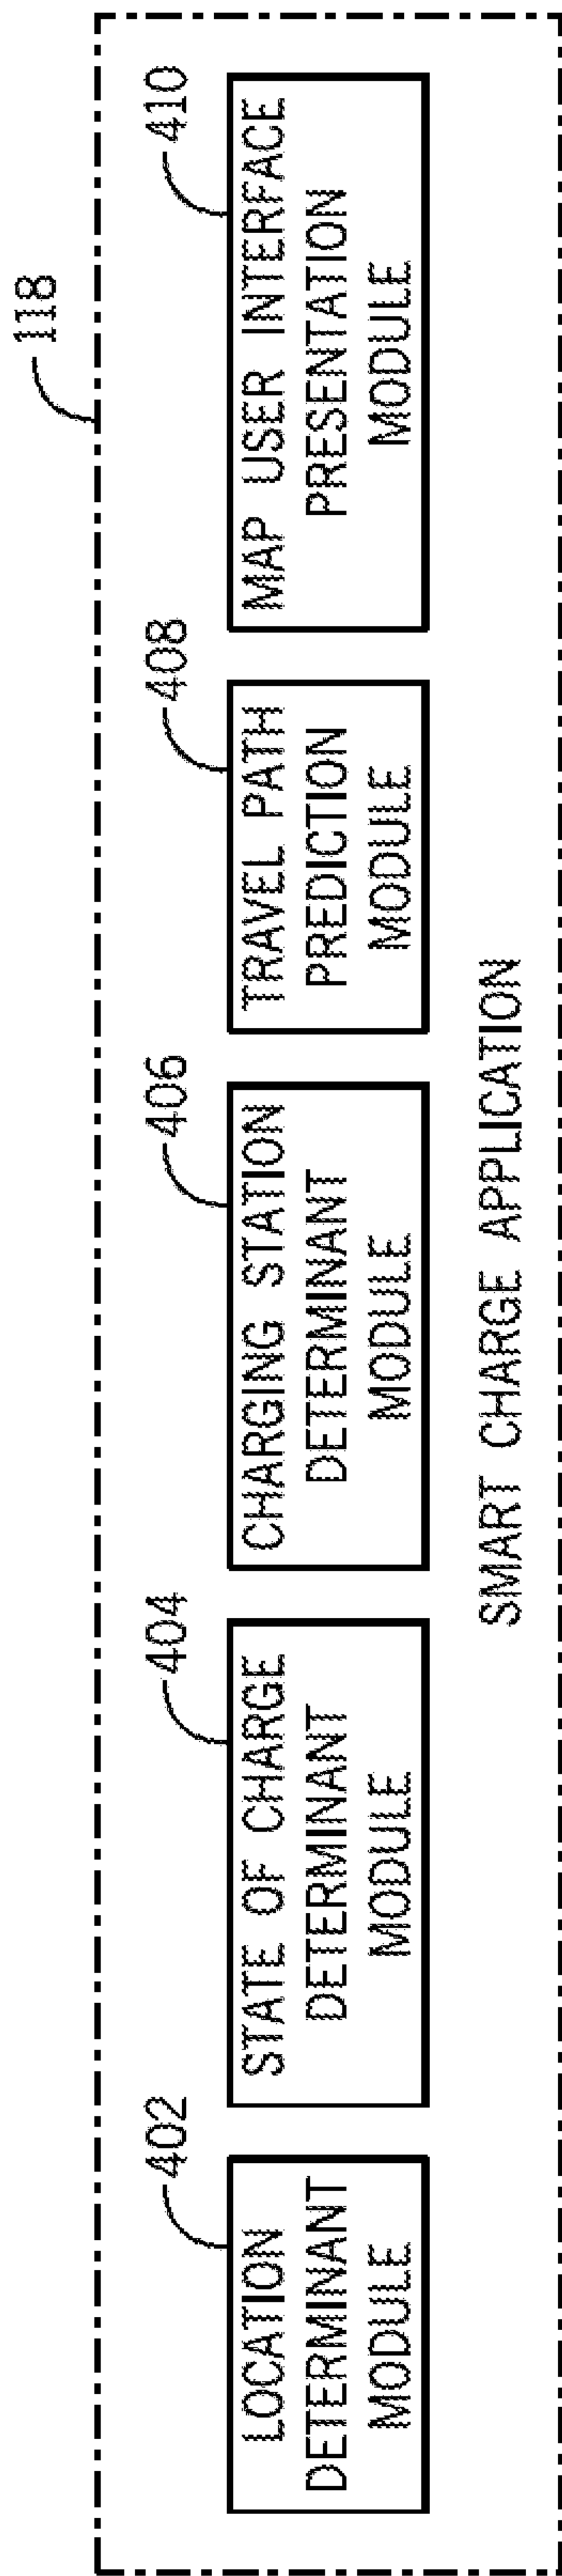 118
402
LOCATION
DETERMINANT
MODULE
404
STATE OF CHARGE
DETERMINANT
MODULE
406
CHARGING STATION
DETERMINANT
MODULE
408
TRAVEL PATH
PREDICTION
MODULE
410
MAP USER INTERFACE
PRESENTATION
MODULE
SMART CHARGE APPLICATION